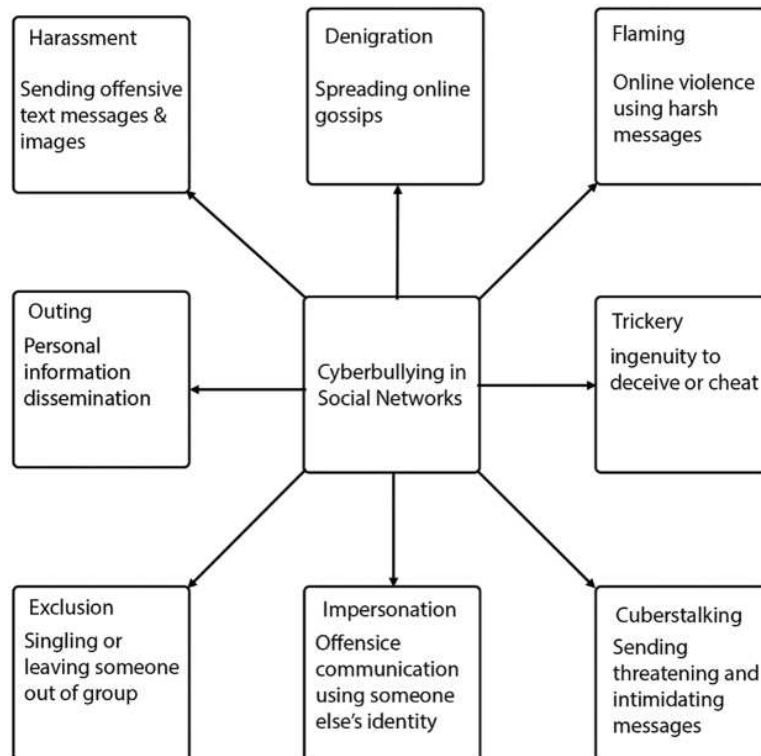 Harassment
Sending offensive
text messages &
images
Denigration
Spreading online
gossips
Flaming
Online violence
using harsh
messages
Outing
Personal
information
dissemination
Cyberbullying in
Social Networks
Trickery
ingenuity to
deceive or cheat
Exclusion
Singling or
leaving someone
out of group
Impersonation
Offensice
communication
using someone
else's identity
Cuberstalking
Sending
threatening and
intimidating
messages